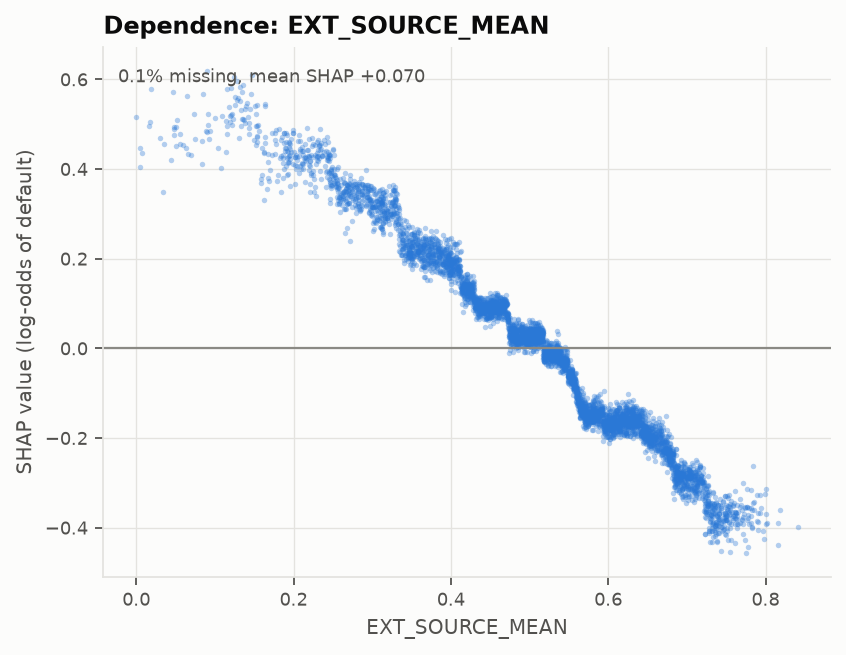 Dependence: EXT_SOURCE_MEAN
0.1% missing, mean SHAP +0.070
SHAP value (log-odds of default)
0.6
0.4
0.2
0.0
−0.2
−0.4
0.0 0.2 0.4 0.6 0.8
EXT_SOURCE_MEAN